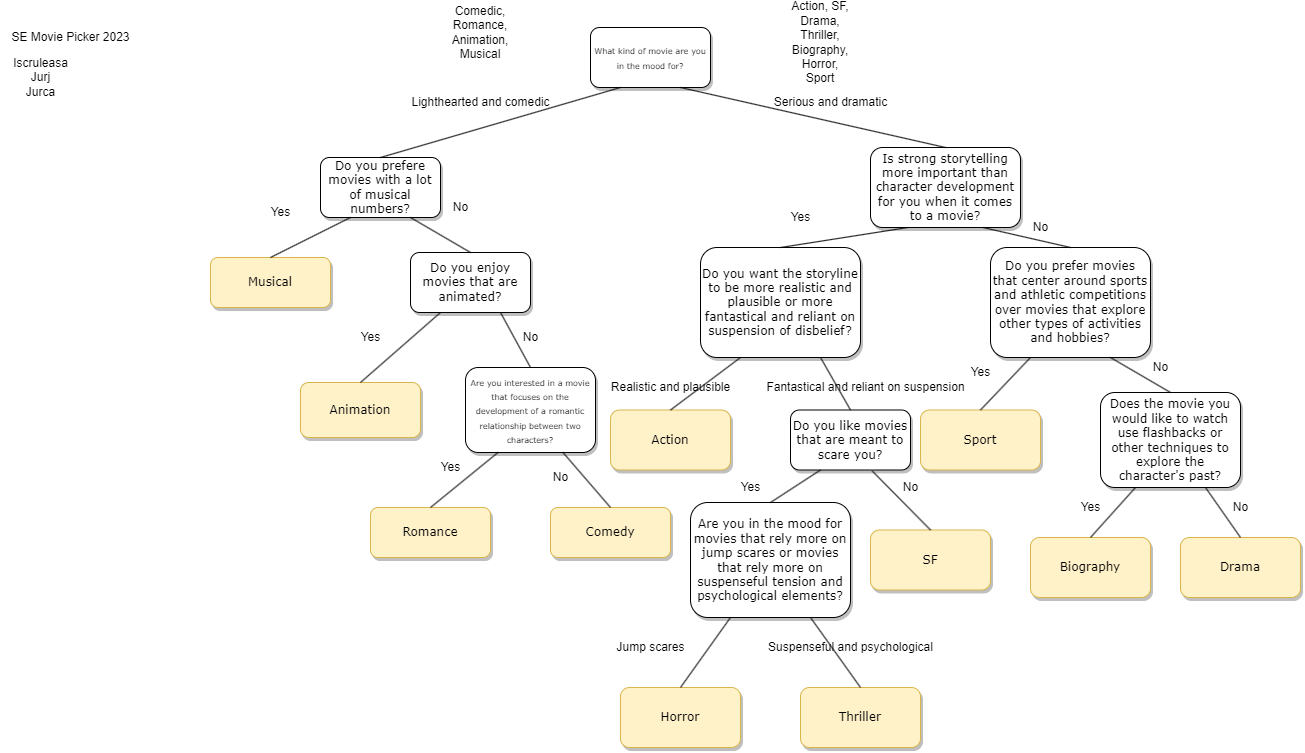 SE Movie Picker 2023
Iscruleasa
Jurj
Jurca
Comedic,
Romance,
Animation,
Musical
Action, SF,
Drama,
Thriller,
Biography,
Horror,
Sport
What kind of movie are you
in the mood for?
Lighthearted and comedic
Serious and dramatic
Do you prefere
movies with a lot
of musical
numbers?
Is strong storytelling
more important than
character development
for you when it comes
to a movie?
Yes
No
Yes
No
Musical
Do you enjoy
movies that are
animated?
Do you want the storyline
to be more realistic and
plausible or more
fantastical and reliant on
suspension of disbelief?
Do you prefer movies
that center around sports
and athletic competitions
over movies that explore
other types of activities
and hobbies?
Yes
No
Realistic and plausible
Fantastical and reliant on suspension
Yes
No
Animation
Are you interested in a movie
that focuses on the
development of a romantic
relationship between two
characters?
Action
Do you like movies
that are meant to
scare you?
Sport
Does the movie you
would like to watch
use flashbacks or
other techniques to
explore the
character's past?
Yes
No
Yes
No
Yes
No
Romance
Comedy
Are you in the mood for
movies that rely more on
jump scares or movies
that rely more on
suspenseful tension and
psychological elements?
SF
Biography
Drama
Jump scares
Suspenseful and psychological
Horror
Thriller